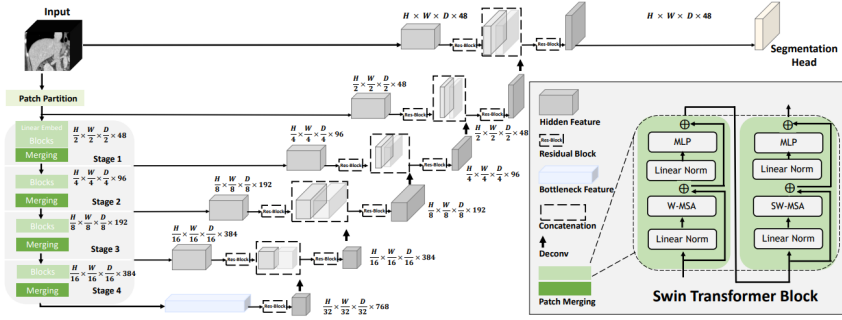 Input
H × W × D × 48
H × W × D × 48
Segmentation
Head
Res-Block
Res-Block
Patch Partition
H/2 × W/2 × D/2 × 48
Res-Block
Res-Block
H/2 × W/2 × D/2 × 48
Linear Embed
Blocks
H/2 × W/2 × D/2 × 48
Merging
Stage 1
H/4 × W/4 × D/4 × 96
Res-Block
Res-Block
H/4 × W/4 × D/4 × 96
Blocks
H/4 × W/4 × D/4 × 96
Merging
Stage 2
H/8 × W/8 × D/8 × 192
Res-Block
Res-Block
H/8 × W/8 × D/8 × 192
Blocks
H/8 × W/8 × D/8 × 192
Merging
Stage 3
H/16 × W/16 × D/16 × 384
Res-Block
Res-Block
H/16 × W/16 × D/16 × 384
Blocks
H/16 × W/16 × D/16 × 384
Merging
Stage 4
Res-Block
H/32 × W/32 × D/32 × 768
Hidden Feature
Res-Block
Residual Block
Bottleneck Feature
Concatenation
Deconv
Patch Merging
MLP
Linear Norm
W-MSA
Linear Norm
MLP
Linear Norm
SW-MSA
Linear Norm
Swin Transformer Block